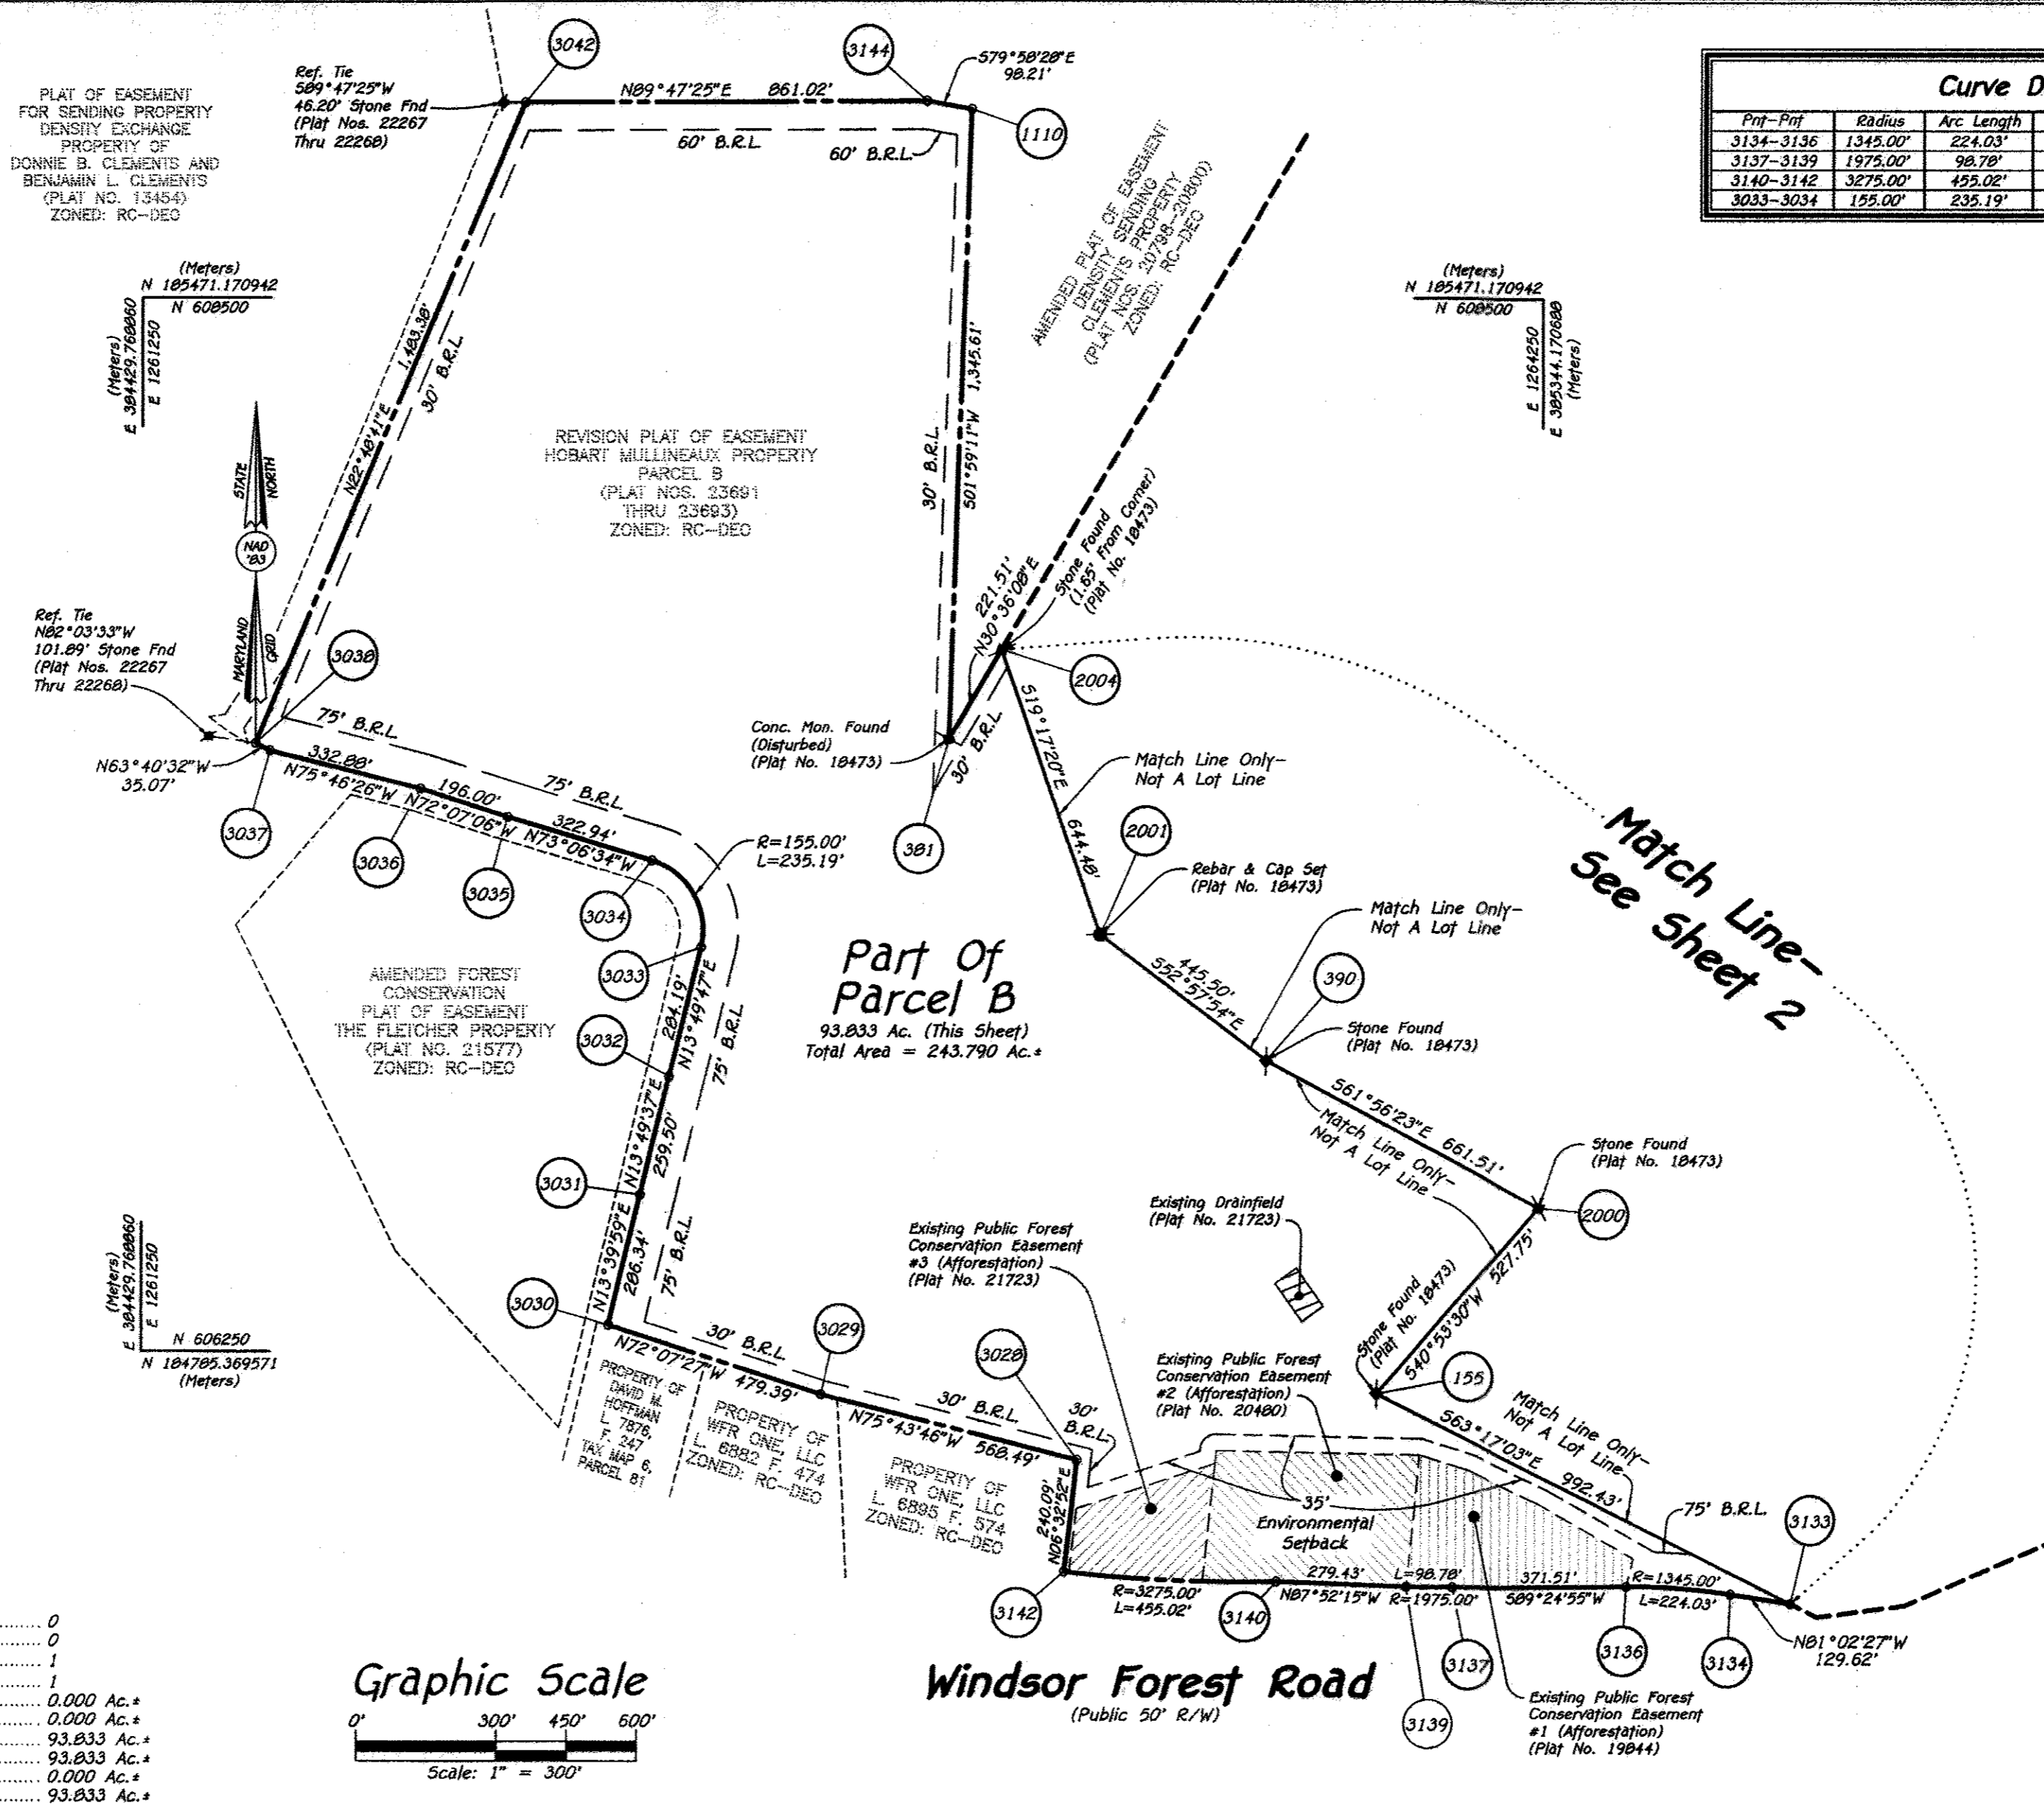 PLAT OF EASEMENT
FOR SENDING PROPERTY
DENSITY EXCHANGE
PROPERTY OF
DONNIE B. CLEMENTS AND
BENJAMIN L. CLEMENTS
(PLAT NO. 13454)
ZONED: RC-DEO
Ref. Tie
S89°47'25"W
46.20' Stone Fnd
(Plat Nos. 22267
Thru 22268)
3042
N89°47'25"E 861.02'
3144
S79°58'28"E
98.21'
1110
60' B.R.L.
60' B.R.L.
Curve D
Pnt-Pnt Radius Arc Length
3134-3136 1345.00' 224.03'
3137-3139 1975.00' 98.78'
3140-3142 3275.00' 455.02'
3033-3034 155.00' 235.19'
AMENDED PLAT OF EASEMENT
DENSITY SENDING
CLEMENTS PROPERTY
(PLAT NOS. 20798-20800)
ZONED: RC-DEO
(Meters)
N 185471.170942
N 608500
(Meters)
E 384429.768860
E 1261250
(Meters)
N 185471.170942
N 608500
E 1264250
E 385344.170688
(Meters)
N22°48'41"E
1,483.38'
30' B.R.L.
REVISION PLAT OF EASEMENT
HOBART MULLINEAUX PROPERTY
PARCEL B
(PLAT NOS. 23691
THRU 23693)
ZONED: RC-DEO
30' B.R.L.
S01°59'11"W 1,345.61'
STATE
NORTH
NAD
'83
MARYLAND
GRID
Ref. Tie
N82°03'33"W
101.89' Stone Fnd
(Plat Nos. 22267
Thru 22268)
3038
N63°40'32"W
35.07'
3037
75' B.R.L.
332.88'
N75°46'26"W
3036
196.00'
N72°07'06"W
3035
322.94'
N73°06'34"W
75' B.R.L.
3034
R=155.00'
L=235.19'
221.51'
N30°36'08"E
Stone Found
(1.65' From Corner)
(Plat No. 18473)
2004
Conc. Mon. Found
(Disturbed)
(Plat No. 18473)
30' B.R.L.
381
S19°17'20"E
644.48'
Match Line Only-
Not A Lot Line
2001
Rebar & Cap Set
(Plat No. 18473)
Match Line Only-
Not A Lot Line
445.50'
S52°57'54"E
390
Stone Found
(Plat No. 18473)
Match Line-
See Sheet 2
3033
284.19'
N13°49'47"E
75' B.R.L.
3032
AMENDED FOREST
CONSERVATION
PLAT OF EASEMENT
THE FLETCHER PROPERTY
(PLAT NO. 21577)
ZONED: RC-DEO
Part Of
Parcel B
93.833 Ac. (This Sheet)
Total Area = 243.790 Ac.±
N13°49'37"E
259.50'
3031
N13°39'59"E
286.34'
75' B.R.L.
3030
S61°56'23"E 661.51'
Match Line Only-
Not A Lot Line
Stone Found
(Plat No. 18473)
2000
S40°53'30"W 527.75'
Stone Found
(Plat No. 18473)
155
Existing Drainfield
(Plat No. 21723)
Existing Public Forest
Conservation Easement
#3 (Afforestation)
(Plat No. 21723)
Existing Public Forest
Conservation Easement
#2 (Afforestation)
(Plat No. 20480)
(Meters)
E 384429.768860
E 1261250
N 606250
N 184785.369571
(Meters)
30' B.R.L.
N72°07'27"W 479.39'
3029
30' B.R.L.
N75°43'46"W 568.49'
3028
30'
B.R.L.
PROPERTY OF
DAVID M.
HOFFMAN
L. 7876,
F. 247
TAX MAP 6,
PARCEL 81
PROPERTY OF
WFR ONE, LLC
L. 6882 F. 474
ZONED: RC-DEO
PROPERTY OF
WFR ONE, LLC
L. 6895 F. 574
ZONED: RC-DEO
240.09'
N06°32'52"E
35'
Environmental
Setback
S63°17'03"E 992.43'
Match Line Only-
Not A Lot Line
75' B.R.L.
3133
3142
R=3275.00'
L=455.02'
3140
279.43'
N87°52'15"W
L=98.78'
R=1975.00'
3139
3137
371.51'
S89°24'55"W
3136
R=1345.00'
L=224.03'
3134
N81°02'27"W
129.62'
Existing Public Forest
Conservation Easement
#1 (Afforestation)
(Plat No. 19844)
Windsor Forest Road
(Public 50' R/W)
Graphic Scale
0' 300' 450' 600'
Scale: 1" = 300'
........ 0
........ 0
........ 1
........ 1
........ 0.000 Ac.±
........ 0.000 Ac.±
........ 93.833 Ac.±
........ 93.833 Ac.±
........ 0.000 Ac.±
........ 93.833 Ac.±